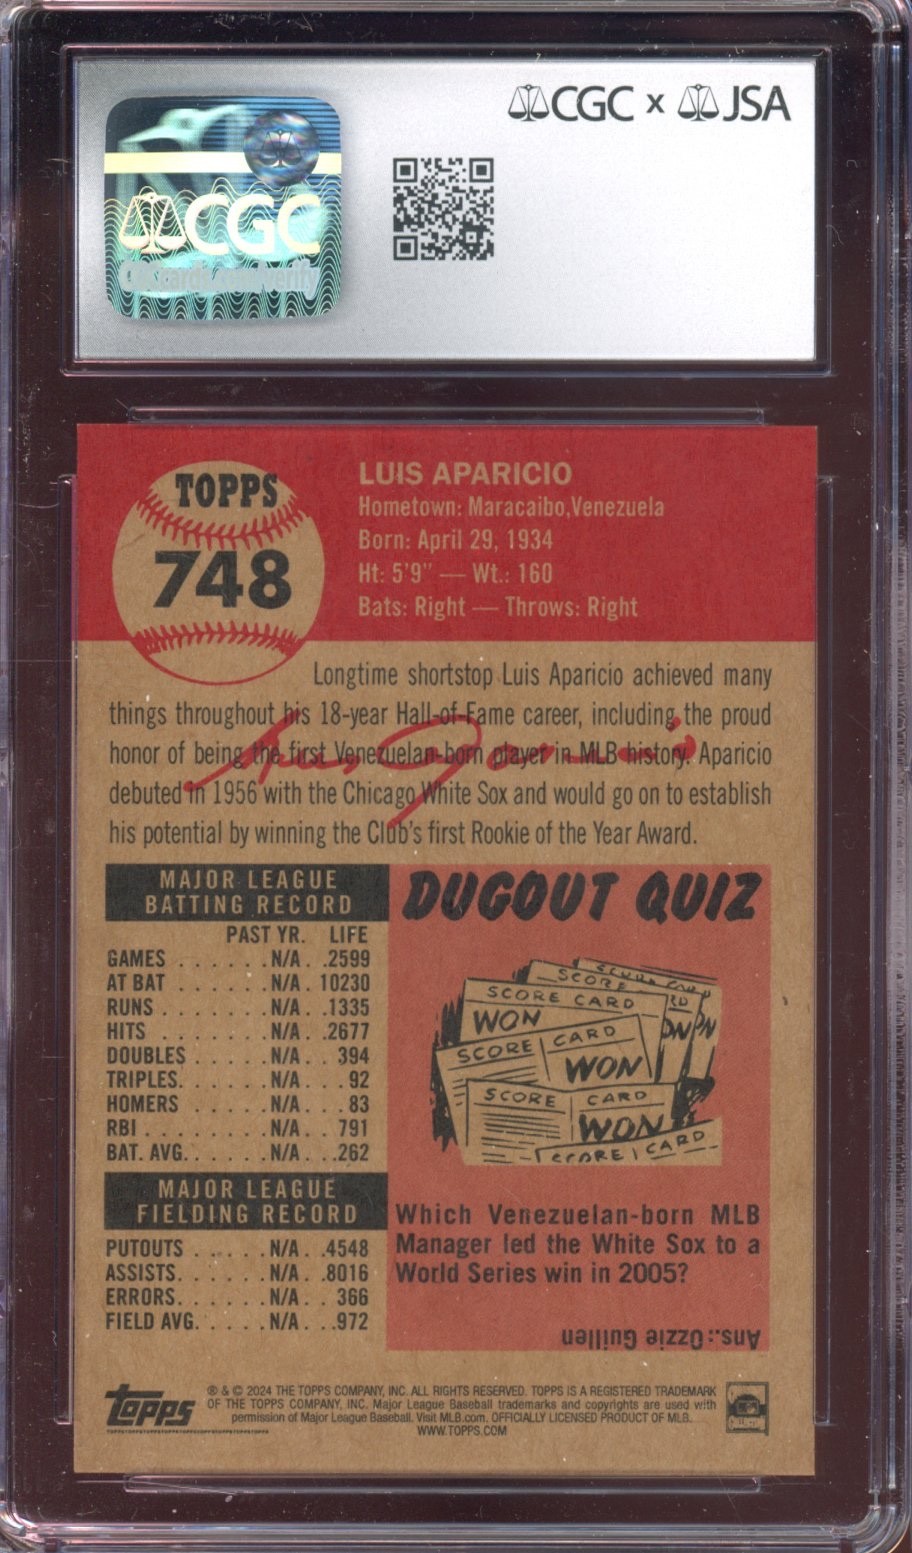 CGC x JSA
CGC
TOPPS
748
LUIS APARICIO
Hometown: Maracaibo,Venezuela
Born: April 29, 1934
Ht: 5'9" — Wt.: 160
Bats: Right — Throws: Right
Longtime shortstop Luis Aparicio achieved many
things throughout his 18-year Hall-of-Fame career, including the proud
honor of being the first Venezuelan-born player in MLB history. Aparicio
debuted in 1956 with the Chicago White Sox and would go on to establish
his potential by winning the Club's first Rookie of the Year Award.
MAJOR LEAGUE
BATTING RECORD
PAST YR. LIFE
GAMES . . . . . . .N/A. . .2599
AT BAT . . . . . . .N/A. . 10230
RUNS . . . . . . . .N/A. . .1335
HITS . . . . . . . .N/A. . .2677
DOUBLES . . . . . .N/A. . . 394
TRIPLES. . . . . . .N/A. . . .92
HOMERS . . . . . .N/A. . . .83
RBI . . . . . . . . .N/A. . . 791
BAT. AVG. . . . . .N/A. . . .262
MAJOR LEAGUE
FIELDING RECORD
PUTOUTS . . . . . .N/A. . .4548
ASSISTS. . . . . . .N/A. . .8016
ERRORS. . . . . . .N/A. . . 366
FIELD AVG. . . . . .N/A. . . .972
DUGOUT QUIZ
SCORE CARD
SCORE CARD
WON
SCORE CARD
WON
SCORE CARD
WON
SCORE CARD
Which Venezuelan-born MLB
Manager led the White Sox to a
World Series win in 2005?
Ans.: Ozzie Guillen
topps
® & © 2024 THE TOPPS COMPANY, INC. ALL RIGHTS RESERVED. TOPPS IS A REGISTERED TRADEMARK
OF THE TOPPS COMPANY, INC. Major League Baseball trademarks and copyrights are used with
permission of Major League Baseball. Visit MLB.com. OFFICIALLY LICENSED PRODUCT OF MLB.
WWW.TOPPS.COM